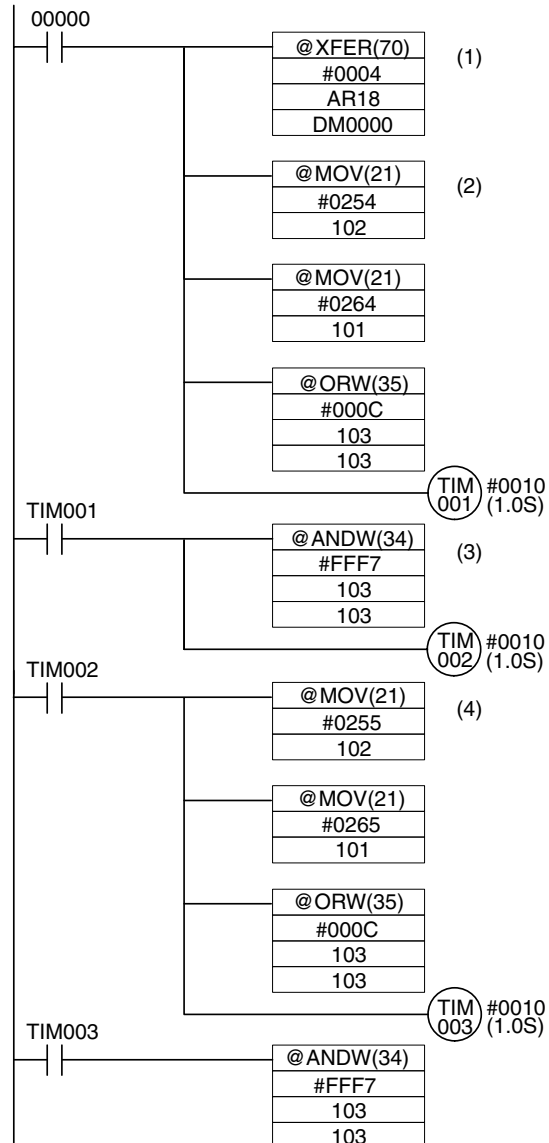 00000
@XFER(70)
(1)
#0004
AR18
DM0000
@MOV(21)
(2)
#0254
102
@MOV(21)
#0264
101
@ORW(35)
#000C
103
103
TIM #0010
001 (1.0S)
TIM001
@ANDW(34)
(3)
#FFF7
103
103
TIM #0010
002 (1.0S)
TIM002
@MOV(21)
(4)
#0255
102
@MOV(21)
#0265
101
@ORW(35)
#000C
103
103
TIM #0010
003 (1.0S)
TIM003
@ANDW(34)
#FFF7
103
103